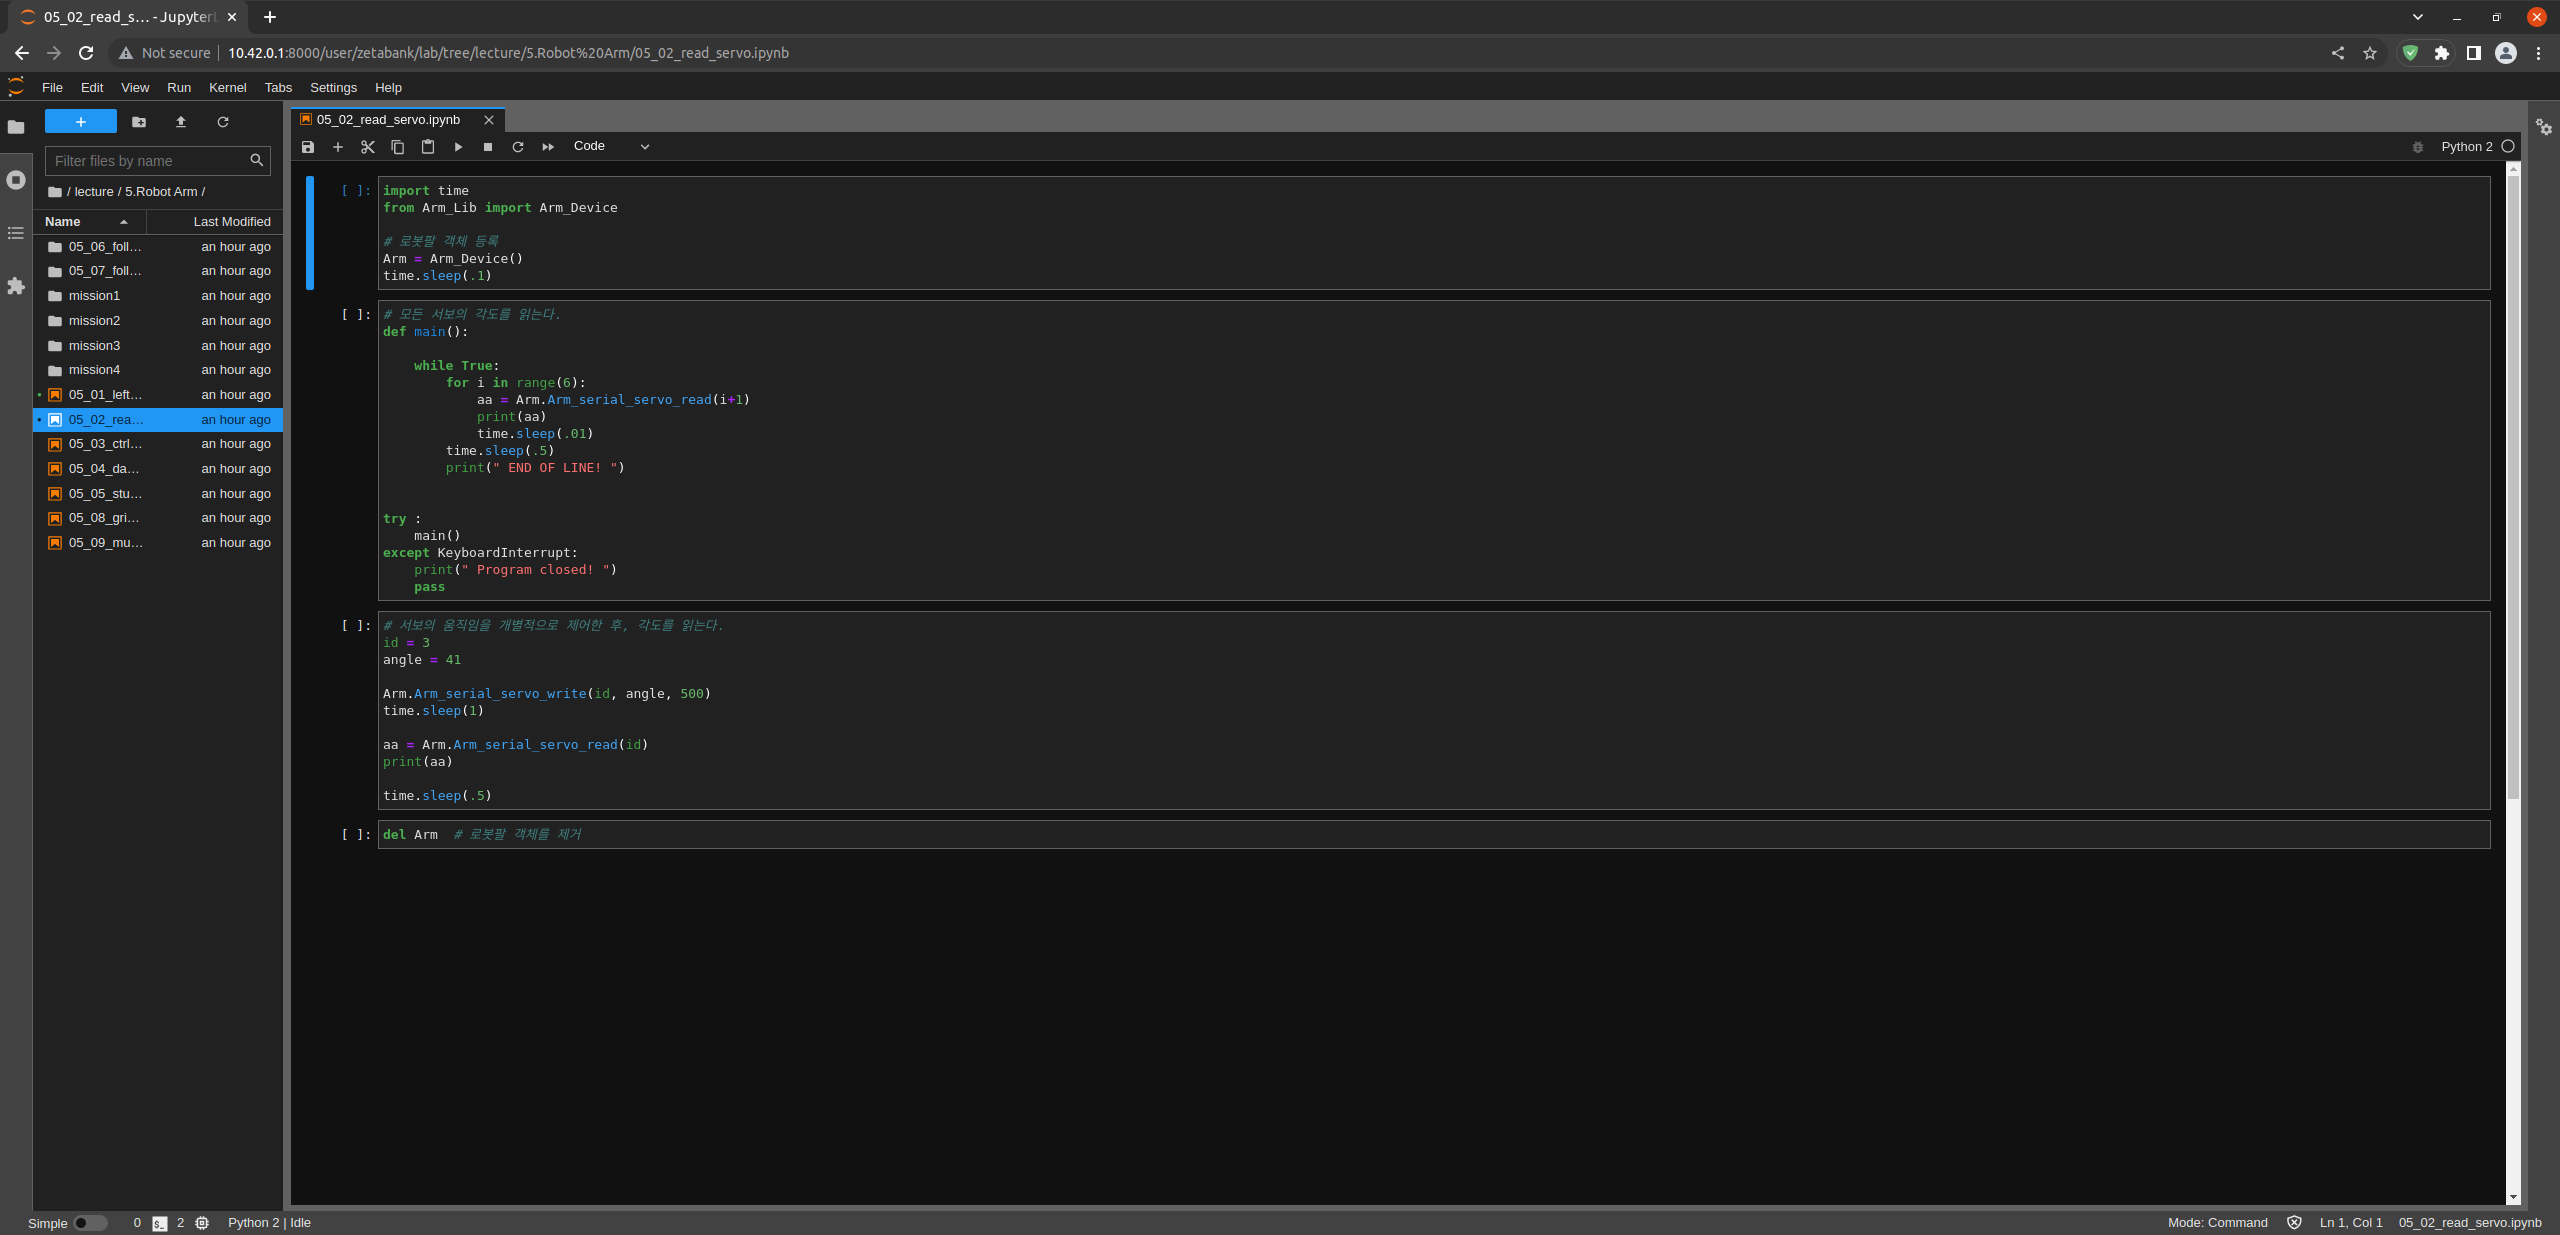 05_02_read_s… - JupyterL
Not secure | 10.42.0.1:8000/user/zetabank/lab/tree/lecture/5.Robot%20Arm/05_02_read_servo.ipynb
File Edit View Run Kernel Tabs Settings Help
Filter files by name
/ lecture / 5.Robot Arm /
Name Last Modified
05_06_foll… an hour ago
05_07_foll… an hour ago
mission1 an hour ago
mission2 an hour ago
mission3 an hour ago
mission4 an hour ago
05_01_left… an hour ago
05_02_rea… an hour ago
05_03_ctrl… an hour ago
05_04_da… an hour ago
05_05_stu… an hour ago
05_08_gri… an hour ago
05_09_mu… an hour ago
05_02_read_servo.ipynb
Code
Python 2
[ ]: import time
from Arm_Lib import Arm_Device
# 로봇팔 객체 등록
Arm = Arm_Device()
time.sleep(.1)
[ ]: # 모든 서보의 각도를 읽는다.
def main():
while True:
for i in range(6):
aa = Arm.Arm_serial_servo_read(i+1)
print(aa)
time.sleep(.01)
time.sleep(.5)
print(" END OF LINE! ")
try :
main()
except KeyboardInterrupt:
print(" Program closed! ")
pass
[ ]: # 서보의 움직임을 개별적으로 제어한 후, 각도를 읽는다.
id = 3
angle = 41
Arm.Arm_serial_servo_write(id, angle, 500)
time.sleep(1)
aa = Arm.Arm_serial_servo_read(id)
print(aa)
time.sleep(.5)
[ ]: del Arm # 로봇팔 객체를 제거
Simple 0 2 Python 2 | Idle
Mode: Command Ln 1, Col 1 05_02_read_servo.ipynb